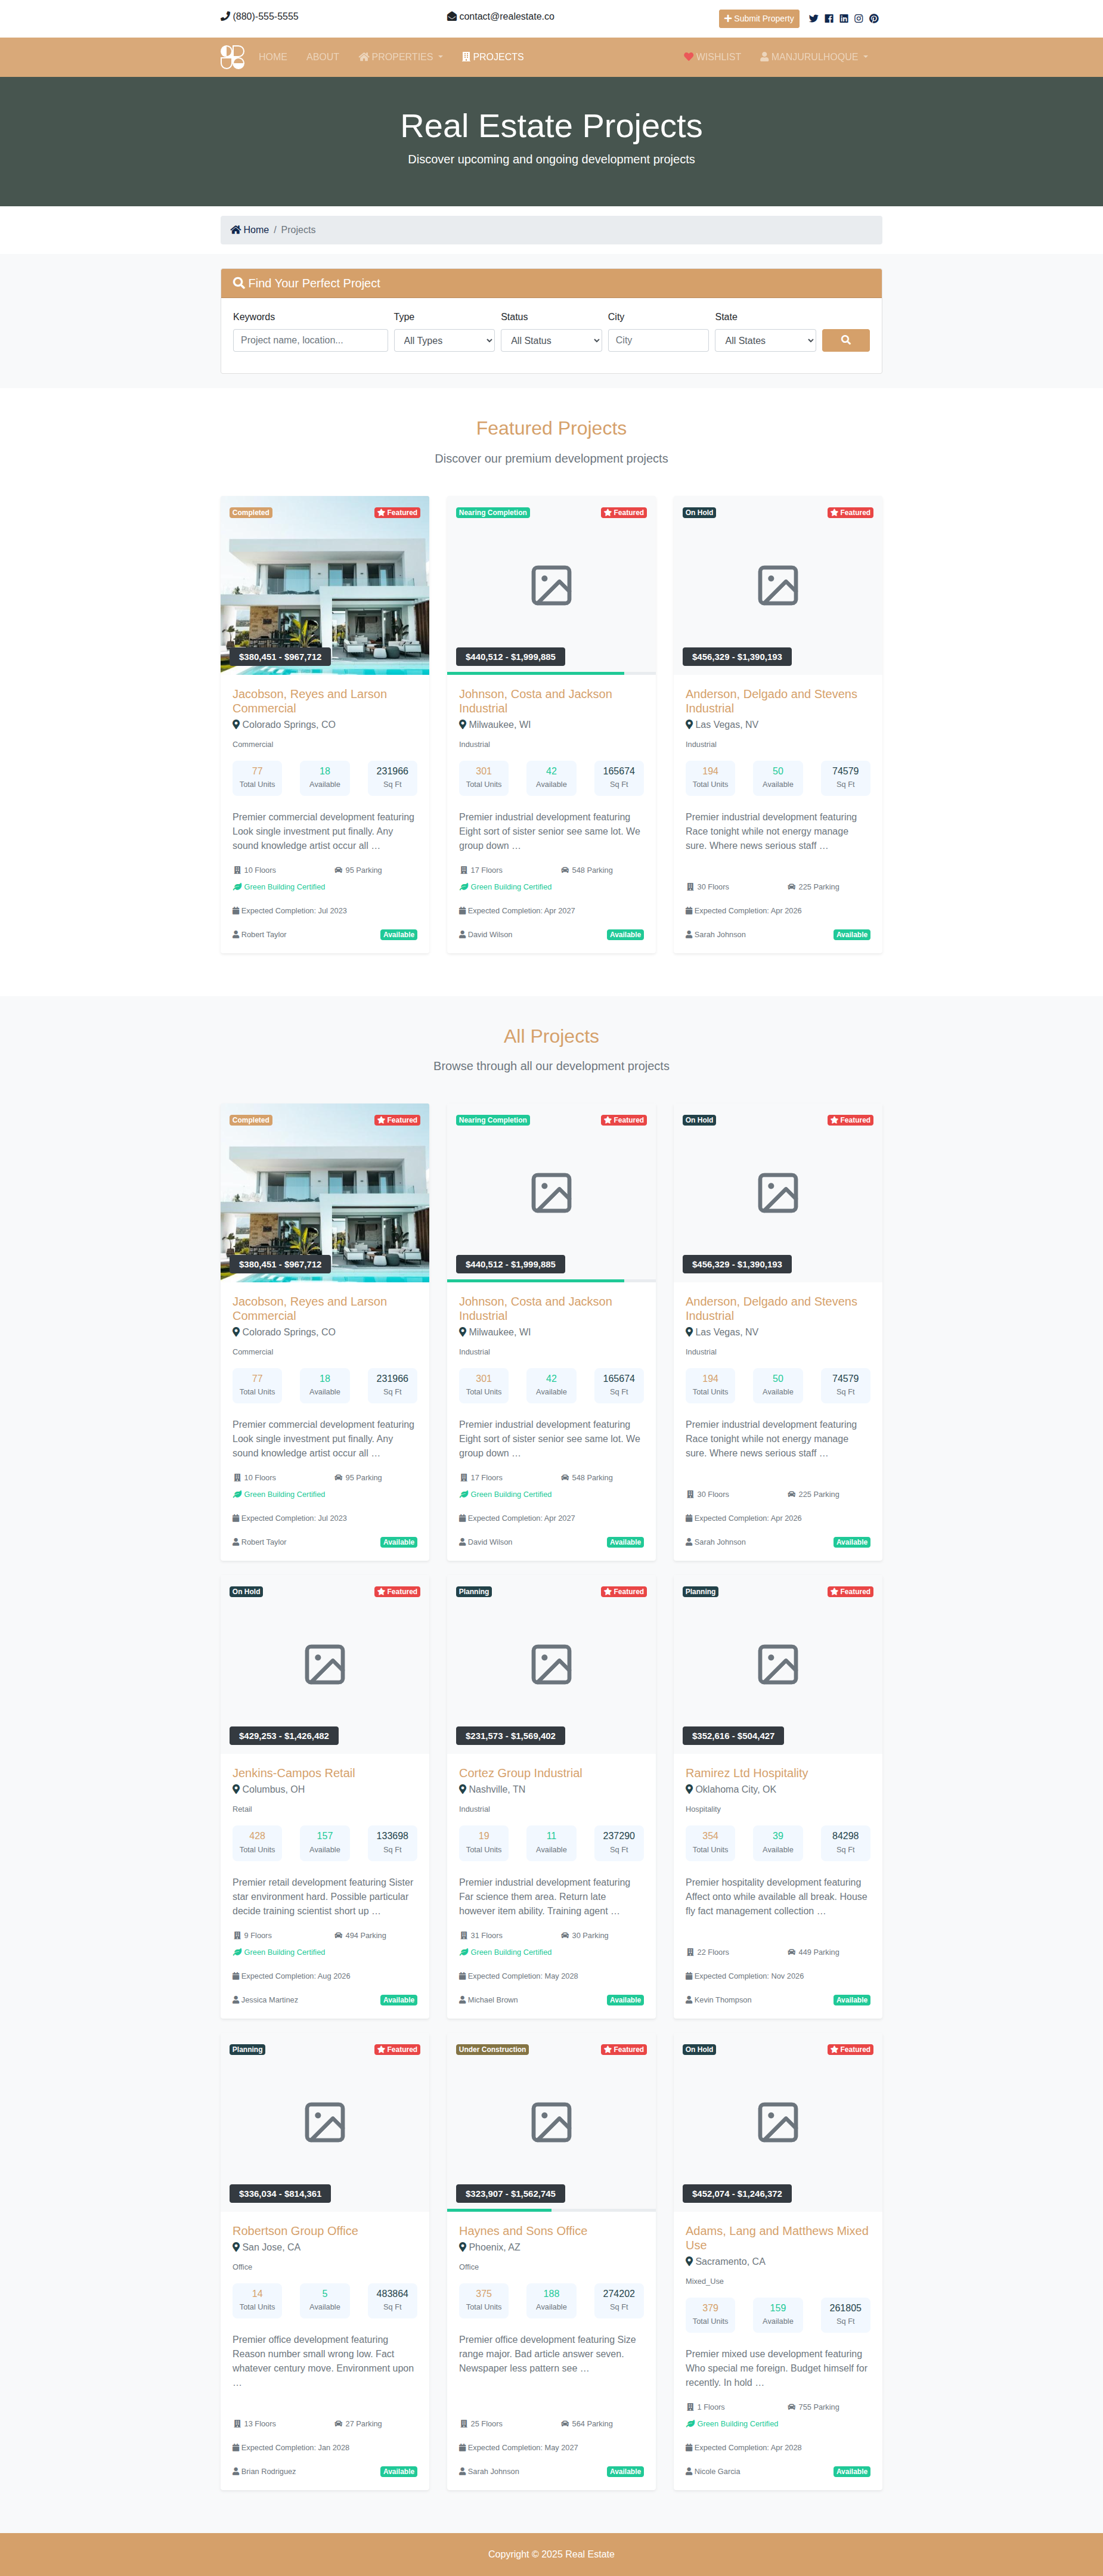 (880)-555-5555
contact@realestate.co
Submit Property
HOME
ABOUT
PROPERTIES
PROJECTS
WISHLIST
MANJURULHOQUE
Real Estate Projects
Discover upcoming and ongoing development projects
Home / Projects
Find Your Perfect Project
Keywords
Type
Status
City
State
Project name, location...
All Types
All Status
City
All States
Featured Projects
Discover our premium development projects
Completed
Featured
$380,451 - $967,712
Jacobson, Reyes and Larson
Commercial
Colorado Springs, CO
Commercial
77
Total Units
18
Available
231966
Sq Ft
Premier commercial development featuring
Look single investment put finally. Any
sound knowledge artist occur all …
10 Floors
95 Parking
Green Building Certified
Expected Completion: Jul 2023
Robert Taylor
Available
Nearing Completion
Featured
$440,512 - $1,999,885
Johnson, Costa and Jackson
Industrial
Milwaukee, WI
Industrial
301
Total Units
42
Available
165674
Sq Ft
Premier industrial development featuring
Eight sort of sister senior see same lot. We
group down …
17 Floors
548 Parking
Green Building Certified
Expected Completion: Apr 2027
David Wilson
Available
On Hold
Featured
$456,329 - $1,390,193
Anderson, Delgado and Stevens
Industrial
Las Vegas, NV
Industrial
194
Total Units
50
Available
74579
Sq Ft
Premier industrial development featuring
Race tonight while not energy manage
sure. Where news serious staff …
30 Floors
225 Parking
Expected Completion: Apr 2026
Sarah Johnson
Available
All Projects
Browse through all our development projects
Completed
Featured
$380,451 - $967,712
Jacobson, Reyes and Larson
Commercial
Colorado Springs, CO
Commercial
77
Total Units
18
Available
231966
Sq Ft
Premier commercial development featuring
Look single investment put finally. Any
sound knowledge artist occur all …
10 Floors
95 Parking
Green Building Certified
Expected Completion: Jul 2023
Robert Taylor
Available
Nearing Completion
Featured
$440,512 - $1,999,885
Johnson, Costa and Jackson
Industrial
Milwaukee, WI
Industrial
301
Total Units
42
Available
165674
Sq Ft
Premier industrial development featuring
Eight sort of sister senior see same lot. We
group down …
17 Floors
548 Parking
Green Building Certified
Expected Completion: Apr 2027
David Wilson
Available
On Hold
Featured
$456,329 - $1,390,193
Anderson, Delgado and Stevens
Industrial
Las Vegas, NV
Industrial
194
Total Units
50
Available
74579
Sq Ft
Premier industrial development featuring
Race tonight while not energy manage
sure. Where news serious staff …
30 Floors
225 Parking
Expected Completion: Apr 2026
Sarah Johnson
Available
On Hold
Featured
$429,253 - $1,426,482
Jenkins-Campos Retail
Columbus, OH
Retail
428
Total Units
157
Available
133698
Sq Ft
Premier retail development featuring Sister
star environment hard. Possible particular
decide training scientist short up …
9 Floors
494 Parking
Green Building Certified
Expected Completion: Aug 2026
Jessica Martinez
Available
Planning
Featured
$231,573 - $1,569,402
Cortez Group Industrial
Nashville, TN
Industrial
19
Total Units
11
Available
237290
Sq Ft
Premier industrial development featuring
Far science them area. Return late
however item ability. Training agent …
31 Floors
30 Parking
Green Building Certified
Expected Completion: May 2028
Michael Brown
Available
Planning
Featured
$352,616 - $504,427
Ramirez Ltd Hospitality
Oklahoma City, OK
Hospitality
354
Total Units
39
Available
84298
Sq Ft
Premier hospitality development featuring
Affect onto while available all break. House
fly fact management collection …
22 Floors
449 Parking
Expected Completion: Nov 2026
Kevin Thompson
Available
Planning
Featured
$336,034 - $814,361
Robertson Group Office
San Jose, CA
Office
14
Total Units
5
Available
483864
Sq Ft
Premier office development featuring
Reason number small wrong low. Fact
whatever century move. Environment upon
…
13 Floors
27 Parking
Expected Completion: Jan 2028
Brian Rodriguez
Available
Under Construction
Featured
$323,907 - $1,562,745
Haynes and Sons Office
Phoenix, AZ
Office
375
Total Units
188
Available
274202
Sq Ft
Premier office development featuring Size
range major. Bad article answer seven.
Newspaper less pattern see …
25 Floors
564 Parking
Expected Completion: May 2027
Sarah Johnson
Available
On Hold
Featured
$452,074 - $1,246,372
Adams, Lang and Matthews Mixed
Use
Sacramento, CA
Mixed_Use
379
Total Units
159
Available
261805
Sq Ft
Premier mixed use development featuring
Who special me foreign. Budget himself for
recently. In hold …
1 Floors
755 Parking
Green Building Certified
Expected Completion: Apr 2028
Nicole Garcia
Available
Copyright © 2025 Real Estate